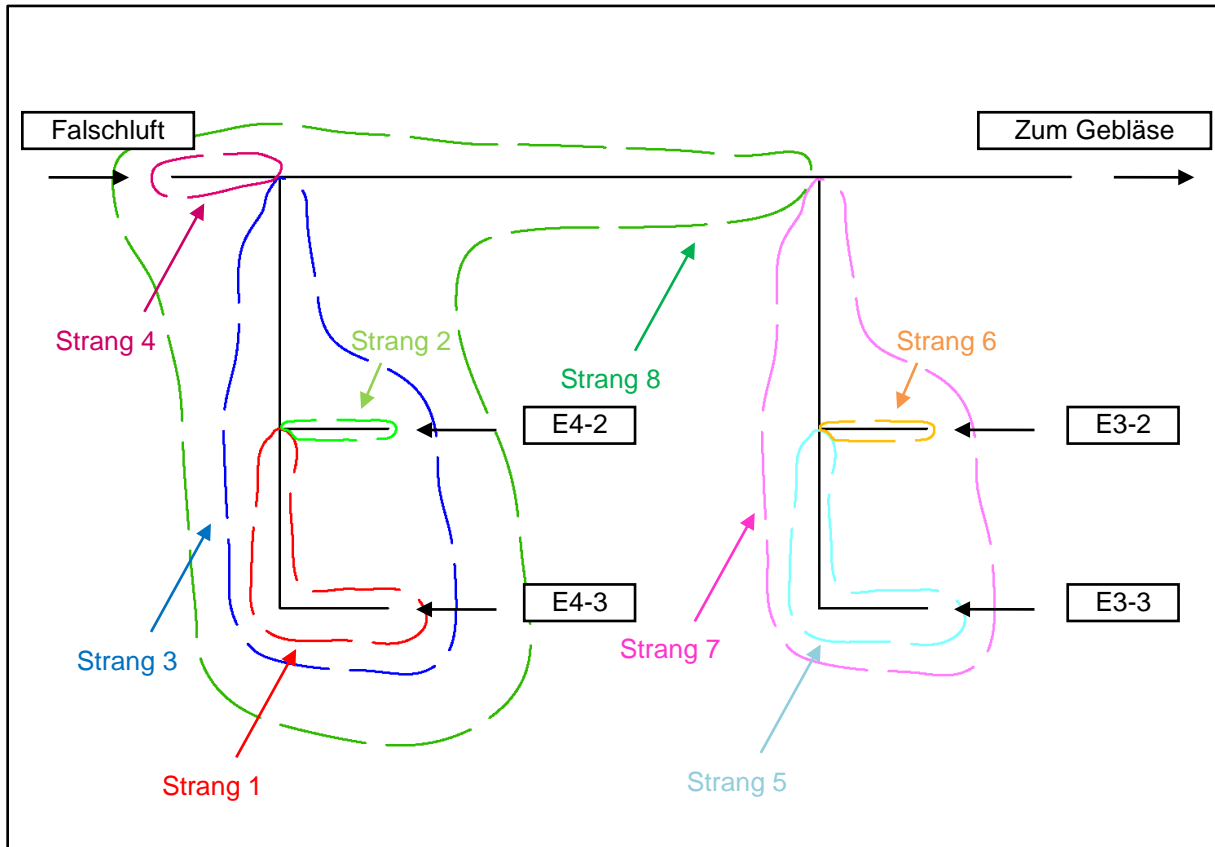 Falschluft
Zum Gebläse
Strang 4
Strang 2
Strang 6
Strang 8
E4-2
E3-2
E4-3
E3-3
Strang 3
Strang 7
Strang 1
Strang 5